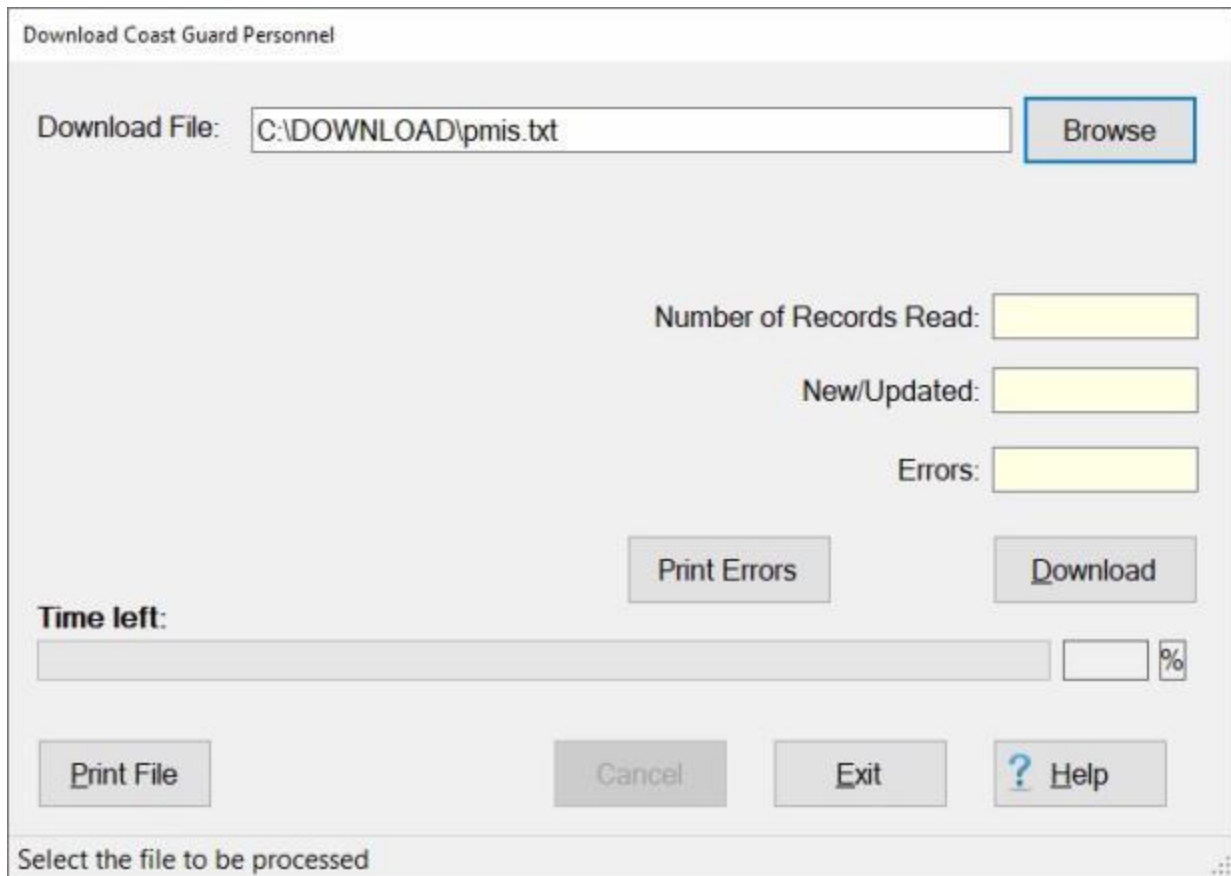 Download Coast Guard Personnel
Download File: C:\DOWNLOAD\pmis.txt Browse
Number of Records Read:
New/Updated:
Errors:
Print Errors Download
Time left:
%
Print File Cancel Exit ? Help
Select the file to be processed